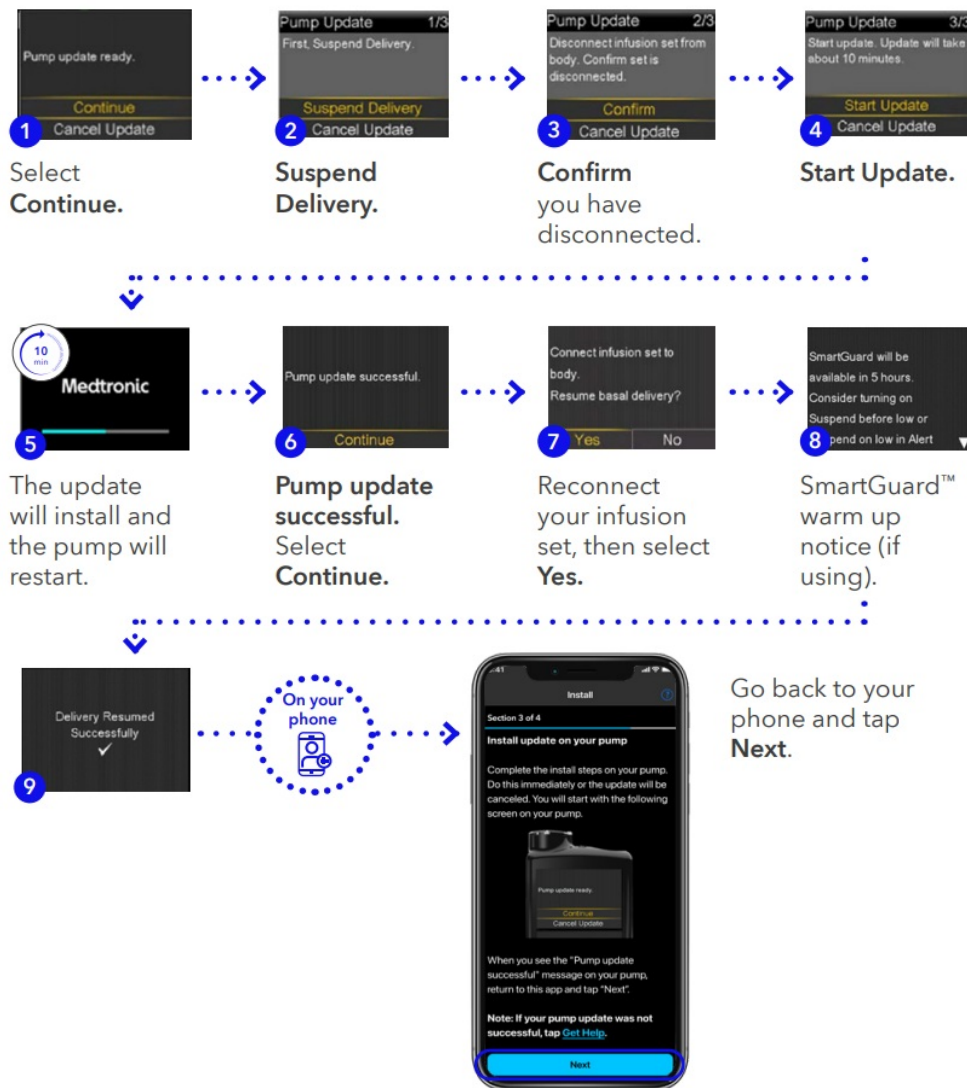 Pump update ready.
Continue
Cancel Update
1
Select
Continue.
Pump Update 1/3
First, Suspend Delivery.
Suspend Delivery
Cancel Update
2
Suspend
Delivery.
Pump Update 2/3
Disconnect infusion set from
body. Confirm set is
disconnected.
Confirm
Cancel Update
3
Confirm
you have
disconnected.
Pump Update 3/3
Start update. Update will take
about 10 minutes.
Start Update
Cancel Update
4
Start Update.
10
min
Medtronic
5
The update
will install and
the pump will
restart.
Pump update successful.
Continue
6
Pump update
successful.
Select
Continue.
Connect infusion set to
body.
Resume basal delivery?
Yes No
7
Reconnect
your infusion
set, then select
Yes.
SmartGuard will be
available in 5 hours.
Consider turning on
Suspend before low or
pend on low in Alert
8
SmartGuard™
warm up
notice (if
using).
Delivery Resumed
Successfully
9
On your
phone
:41
Install
?
Section 3 of 4
Install update on your pump
Complete the install steps on your pump.
Do this immediately or the update will be
canceled. You will start with the following
screen on your pump.
Pump update ready.
Continue
Cancel Update
When you see the "Pump update
successful" message on your pump,
return to this app and tap "Next".
Note: If your pump update was not
successful, tap Get Help.
Next
Go back to your
phone and tap
Next.